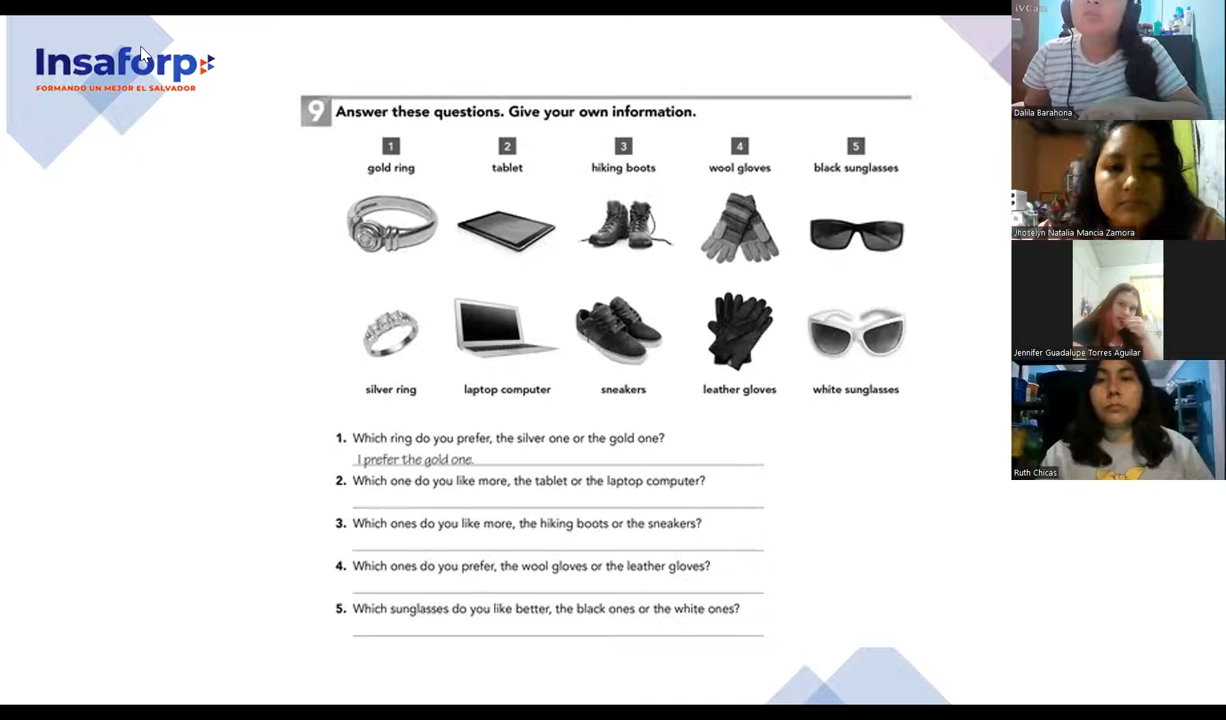 Insaforp
FORMANDO UN MEJOR EL SALVADOR
9 Answer these questions. Give your own information.
1 2 3 4 5
gold ring tablet hiking boots wool gloves black sunglasses
silver ring laptop computer sneakers leather gloves white sunglasses
1. Which ring do you prefer, the silver one or the gold one?
I prefer the gold one.
2. Which one do you like more, the tablet or the laptop computer?
3. Which ones do you like more, the hiking boots or the sneakers?
4. Which ones do you prefer, the wool gloves or the leather gloves?
5. Which sunglasses do you like better, the black ones or the white ones?
iVCam
Dalila Barahona
Jhoselyn Natalia Mancia Zamora
Jennifer Guadalupe Torres Aguilar
Ruth Chicas